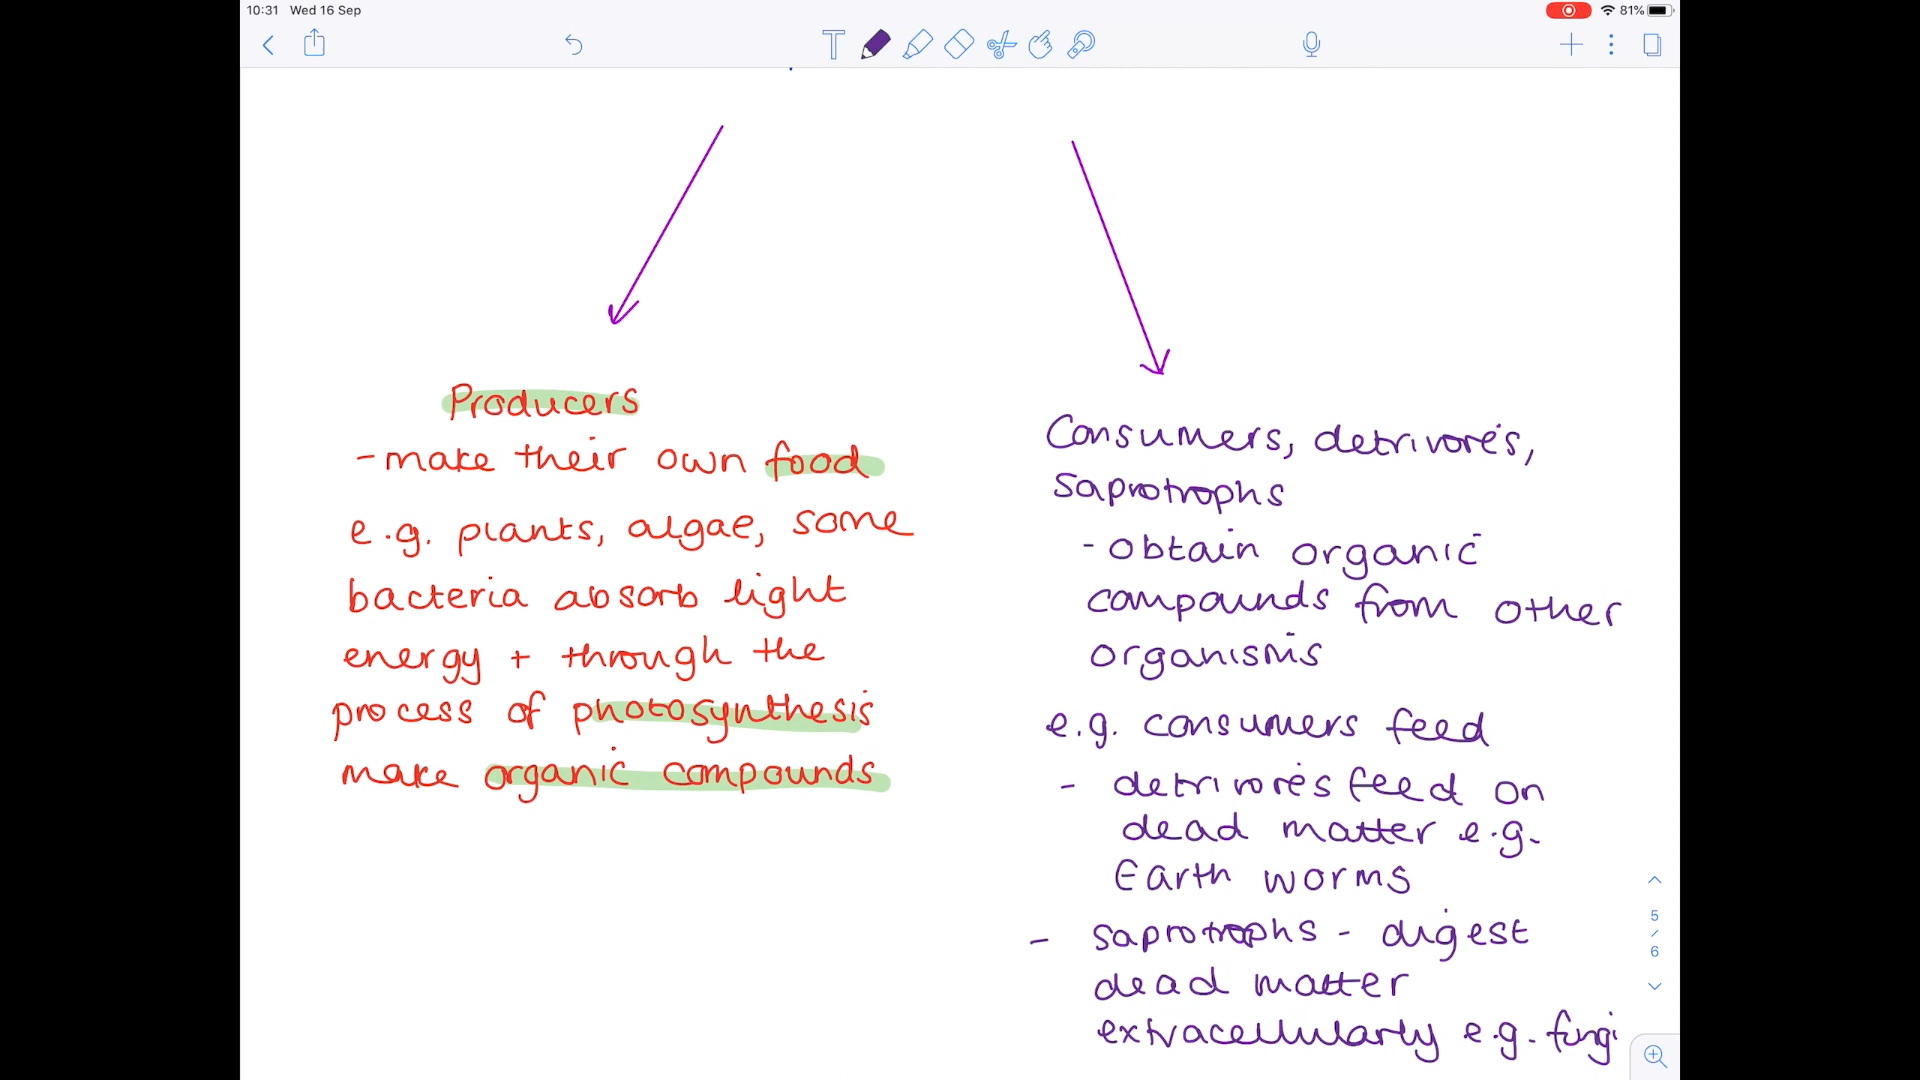 10:31 Wed 16 Sep
81%
T
Producers
- make their own food
e.g. plants, algae, some
bacteria absorb light
energy + through the
process of photosynthesis
make organic compounds
Consumers, detrivores,
saprotrophs
- obtain organic
compounds from other
organisms
e.g. consumers feed
- detrivores feed on
dead matter e.g.
Earth worms
- saprotrophs - digest
dead matter
extracellularly e.g. fungi
5
/
6